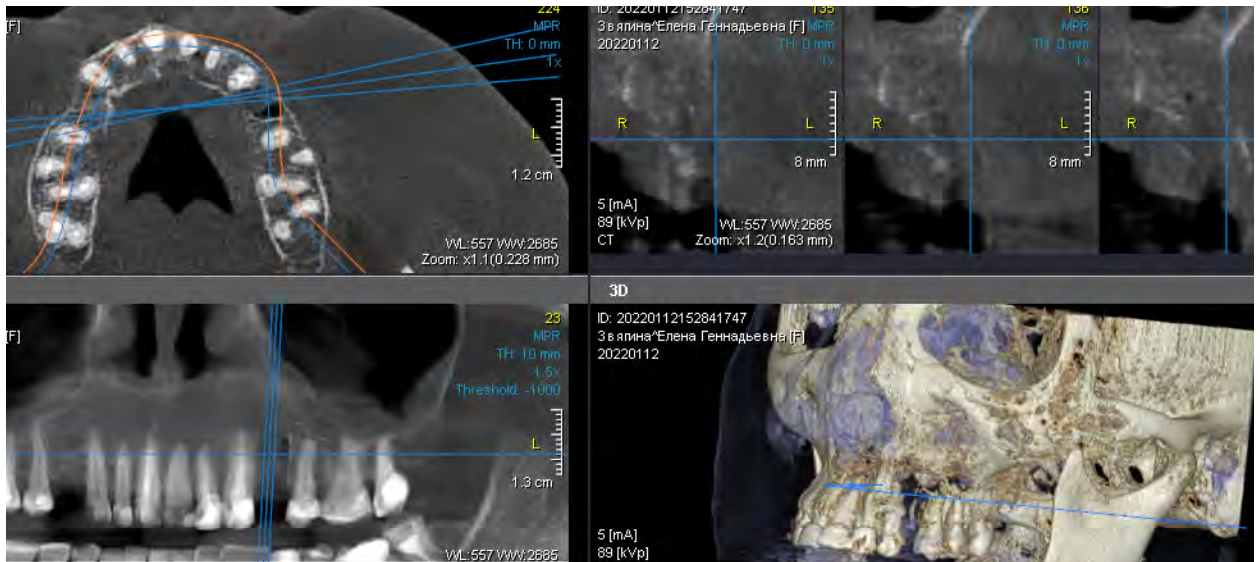 224
[F]
MPR
TH: 0 mm
1x
L
1.2 cm
WL:557 WW:2685
Zoom: x1.1(0.228 mm)
ID: 20220112152841747
135
Звягина^Елена Геннадьевна [F]
MPR
20220112
TH: 0 mm
1x
R
L
8 mm
5 [mA]
89 [kVp]
CT
WL:557 WW:2685
Zoom: x1.2(0.163 mm)
136
MPR
TH: 0 mm
1x
R
L
8 mm
R
3D
[F]
23
MPR
TH: 10 mm
1.5x
Threshold: -1000
L
1.3 cm
WL:557 WW:2685
ID: 20220112152841747
Звягина^Елена Геннадьевна [F]
20220112
5 [mA]
89 [kVp]